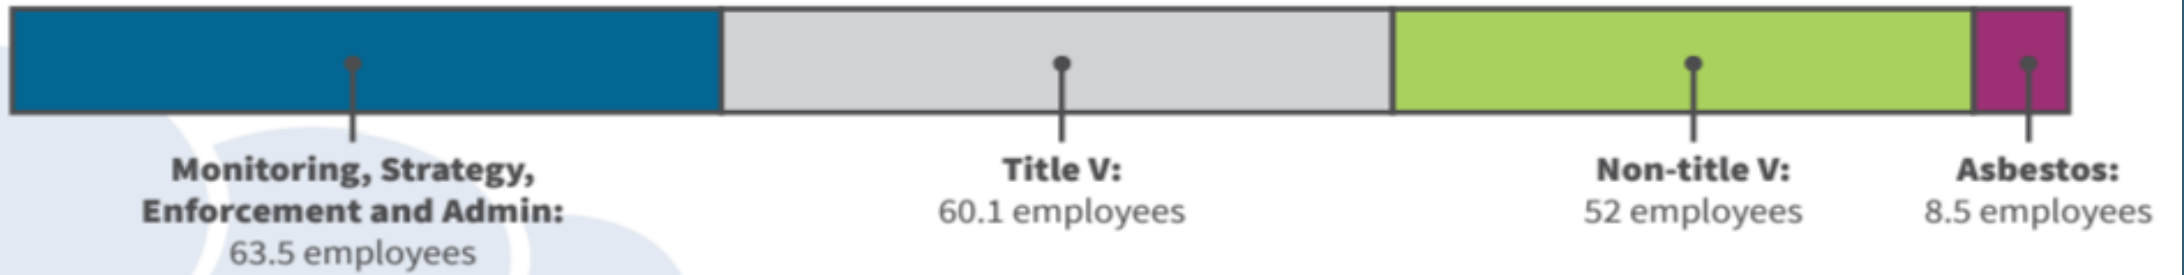 Monitoring, Strategy,
Enforcement and Admin:
63.5 employees
Title V:
60.1 employees
Non-title V:
52 employees
Asbestos:
8.5 employees